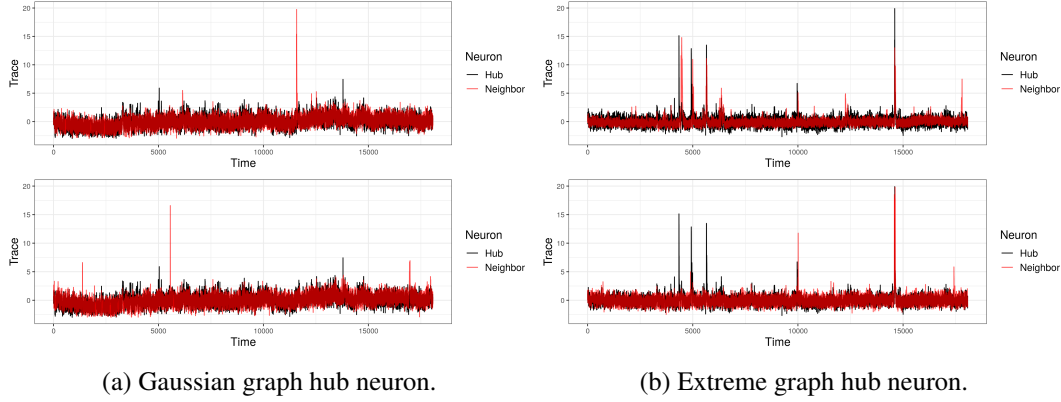 20
15
10
5
0
Trace
0 5000 10000 15000
Time
Neuron
Hub
Neighbor
20
15
10
5
0
Trace
0 5000 10000 15000
Time
Neuron
Hub
Neighbor
20
15
10
5
0
Trace
0 5000 10000 15000
Time
Neuron
Hub
Neighbor
20
15
10
5
0
Trace
0 5000 10000 15000
Time
Neuron
Hub
Neighbor
(a) Gaussian graph hub neuron.
(b) Extreme graph hub neuron.